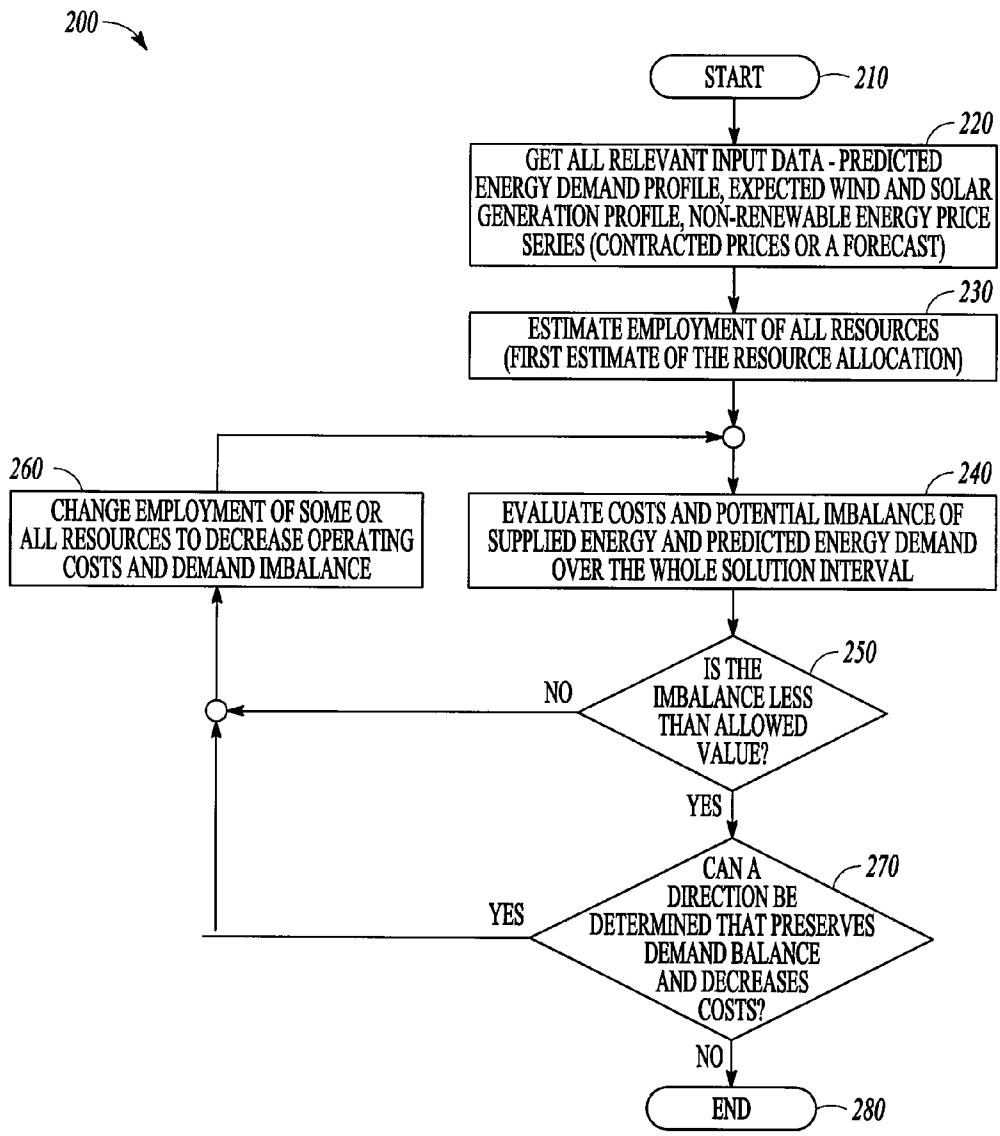 200
START
210
220
GET ALL RELEVANT INPUT DATA - PREDICTED
ENERGY DEMAND PROFILE, EXPECTED WIND AND SOLAR
GENERATION PROFILE, NON-RENEWABLE ENERGY PRICE
SERIES (CONTRACTED PRICES OR A FORECAST)
230
ESTIMATE EMPLOYMENT OF ALL RESOURCES
(FIRST ESTIMATE OF THE RESOURCE ALLOCATION)
260
CHANGE EMPLOYMENT OF SOME OR
ALL RESOURCES TO DECREASE OPERATING
COSTS AND DEMAND IMBALANCE
240
EVALUATE COSTS AND POTENTIAL IMBALANCE OF
SUPPLIED ENERGY AND PREDICTED ENERGY DEMAND
OVER THE WHOLE SOLUTION INTERVAL
250
IS THE
IMBALANCE LESS
THAN ALLOWED
VALUE?
NO
YES
270
CAN A
DIRECTION BE
DETERMINED THAT PRESERVES
DEMAND BALANCE
AND DECREASES
COSTS?
YES
NO
END
280